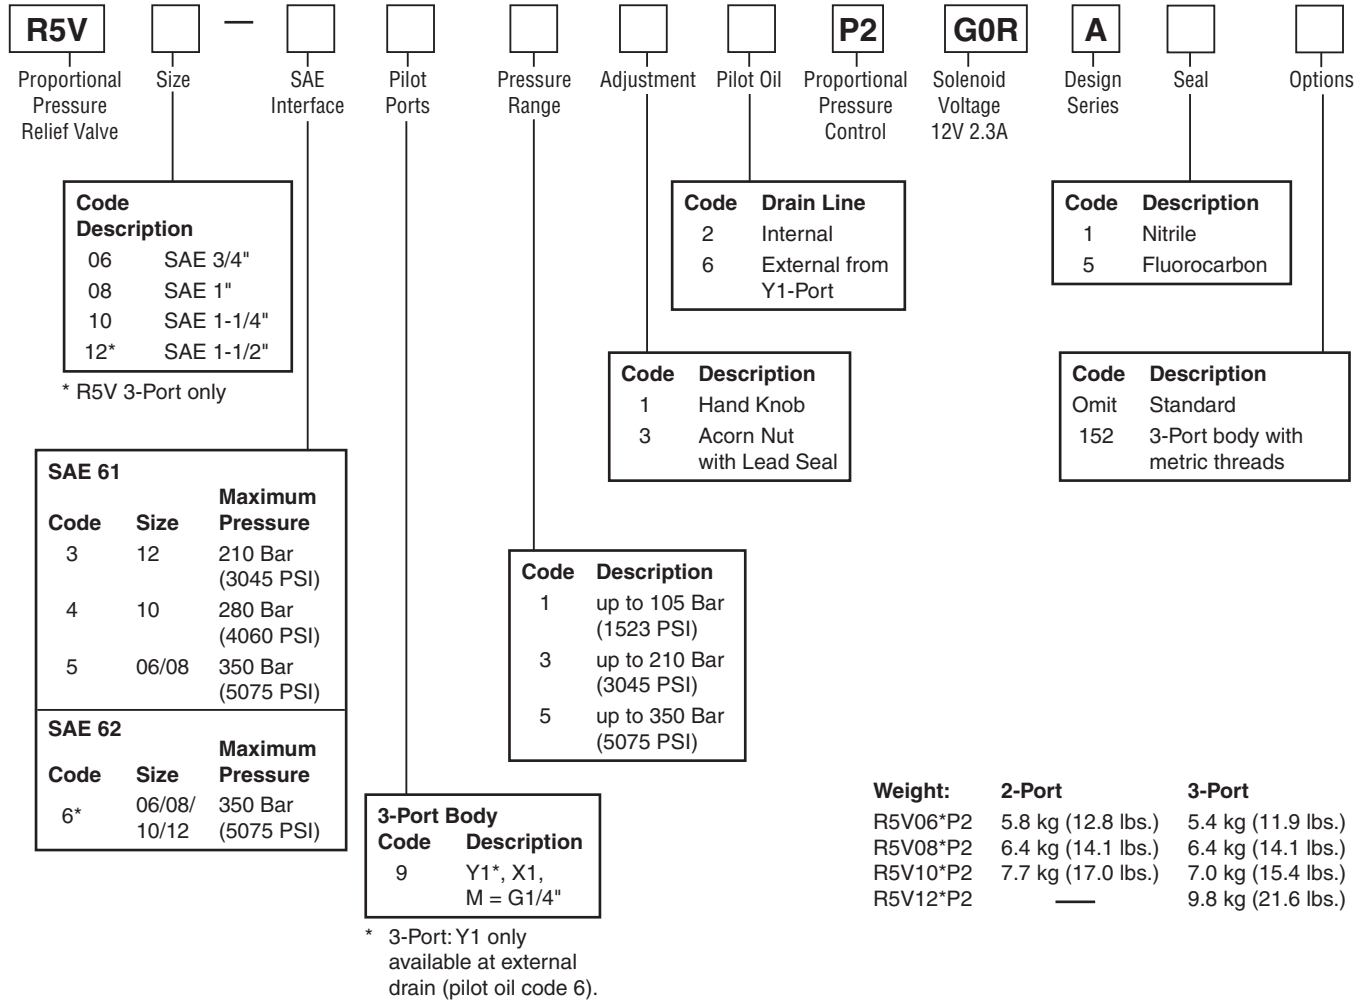 R5V — P2 G0R A
Proportional Pressure Relief Valve
Size
SAE Interface
Pilot Ports
Pressure Range
Adjustment
Pilot Oil
Proportional Pressure Control
Solenoid Voltage 12V 2.3A
Design Series
Seal
Options
Code
Description
06 SAE 3/4"
08 SAE 1"
10 SAE 1-1/4"
12* SAE 1-1/2"
* R5V 3-Port only
Code Drain Line
2 Internal
6 External from
Y1-Port
Code Description
1 Nitrile
5 Fluorocarbon
Code Description
1 Hand Knob
3 Acorn Nut
with Lead Seal
Code Description
Omit Standard
152 3-Port body with
metric threads
SAE 61
Maximum
Code Size Pressure
3 12 210 Bar
(3045 PSI)
4 10 280 Bar
(4060 PSI)
5 06/08 350 Bar
(5075 PSI)
SAE 62
Maximum
Code Size Pressure
6* 06/08/ 350 Bar
10/12 (5075 PSI)
Code Description
1 up to 105 Bar
(1523 PSI)
3 up to 210 Bar
(3045 PSI)
5 up to 350 Bar
(5075 PSI)
3-Port Body
Code Description
9 Y1*, X1,
M = G1/4"
* 3-Port: Y1 only
available at external
drain (pilot oil code 6).
Weight: 2-Port 3-Port
R5V06*P2 5.8 kg (12.8 lbs.) 5.4 kg (11.9 lbs.)
R5V08*P2 6.4 kg (14.1 lbs.) 6.4 kg (14.1 lbs.)
R5V10*P2 7.7 kg (17.0 lbs.) 7.0 kg (15.4 lbs.)
R5V12*P2 — 9.8 kg (21.6 lbs.)